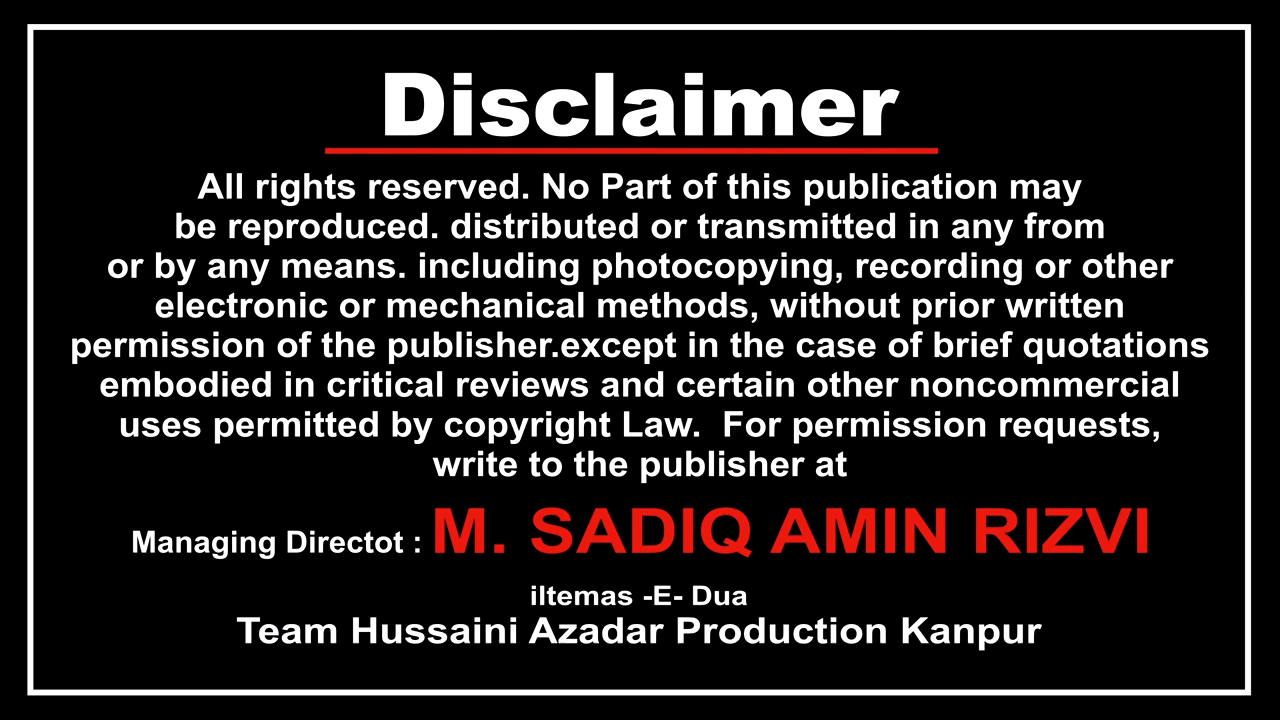 Disclaimer
All rights reserved. No Part of this publication may
be reproduced. distributed or transmitted in any from
or by any means. including photocopying, recording or other
electronic or mechanical methods, without prior written
permission of the publisher.except in the case of brief quotations
embodied in critical reviews and certain other noncommercial
uses permitted by copyright Law.  For permission requests,
write to the publisher at
Managing Directot : M. SADIQ AMIN RIZVI
iltemas -E- Dua
Team Hussaini Azadar Production Kanpur